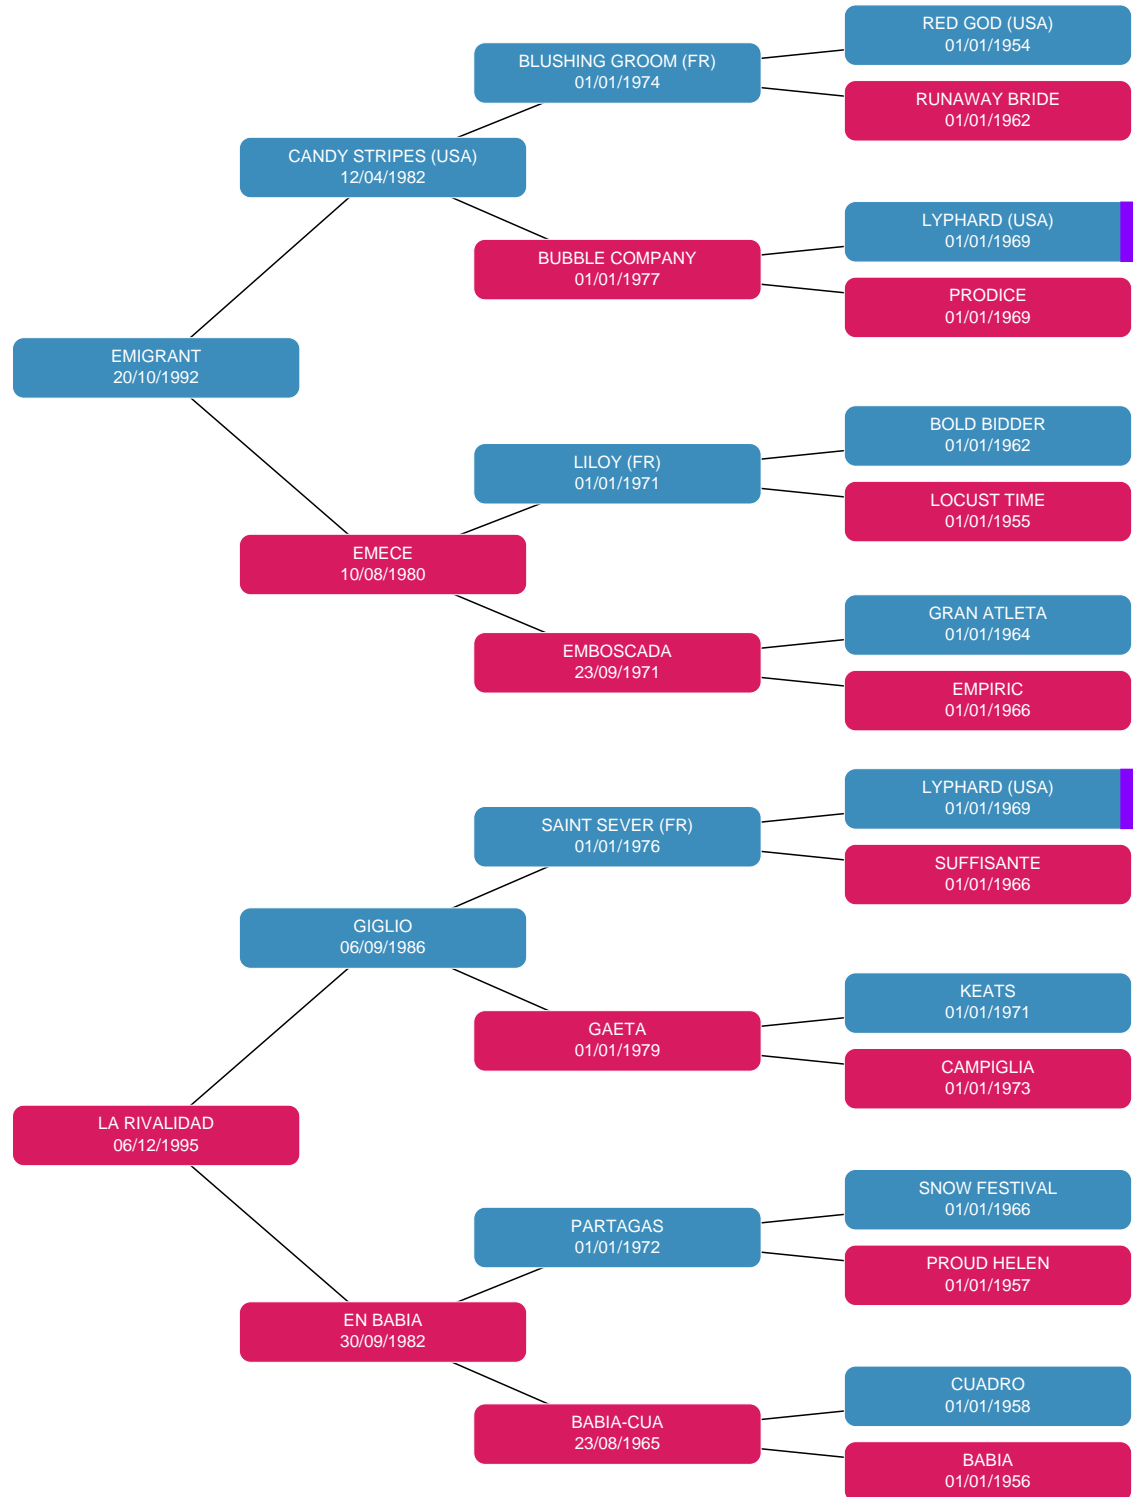 RED GOD (USA)
01/01/1954
BLUSHING GROOM (FR)
01/01/1974
RUNAWAY BRIDE
01/01/1962
CANDY STRIPES (USA)
12/04/1982
LYPHARD (USA)
01/01/1969
BUBBLE COMPANY
01/01/1977
PRODICE
01/01/1969
EMIGRANT
20/10/1992
BOLD BIDDER
01/01/1962
LILOY (FR)
01/01/1971
LOCUST TIME
01/01/1955
EMECE
10/08/1980
GRAN ATLETA
01/01/1964
EMBOSCADA
23/09/1971
EMPIRIC
01/01/1966
LYPHARD (USA)
01/01/1969
SAINT SEVER (FR)
01/01/1976
SUFFISANTE
01/01/1966
GIGLIO
06/09/1986
KEATS
01/01/1971
GAETA
01/01/1979
CAMPIGLIA
01/01/1973
LA RIVALIDAD
06/12/1995
SNOW FESTIVAL
01/01/1966
PARTAGAS
01/01/1972
PROUD HELEN
01/01/1957
EN BABIA
30/09/1982
CUADRO
01/01/1958
BABIA-CUA
23/08/1965
BABIA
01/01/1956